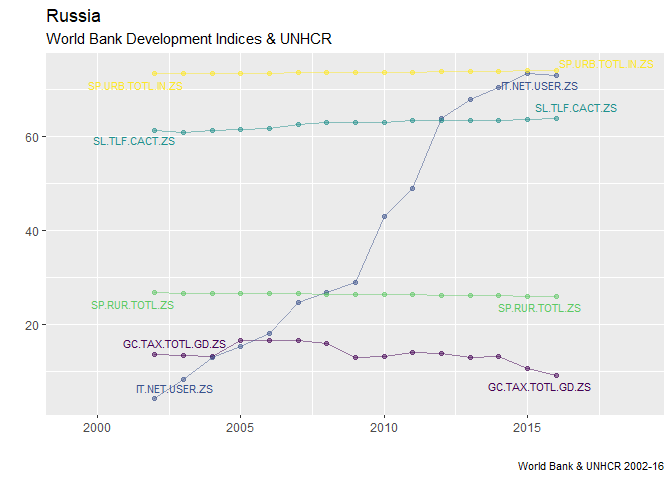 Russia
World Bank Development Indices & UNHCR
SP.URB.TOTL.IN.ZS
SP.URB.TOTL.IN.ZS
IT.NET.USER.ZS
SL.TLF.CACT.ZS
60
SL.TLF.CACT.ZS
40
SP.RUR.TOTL.ZS
SP.RUR.TOTL.ZS
20
GC.TAX.TOTL.GD.ZS
IT.NET.USER.ZS
GC.TAX.TOTL.GD.ZS
2000 2005 2010 2015
World Bank & UNHCR 2002-16